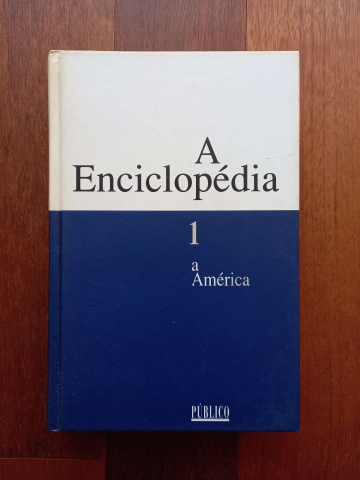 A
Enciclopédia
1
a
América
PÚBLICO